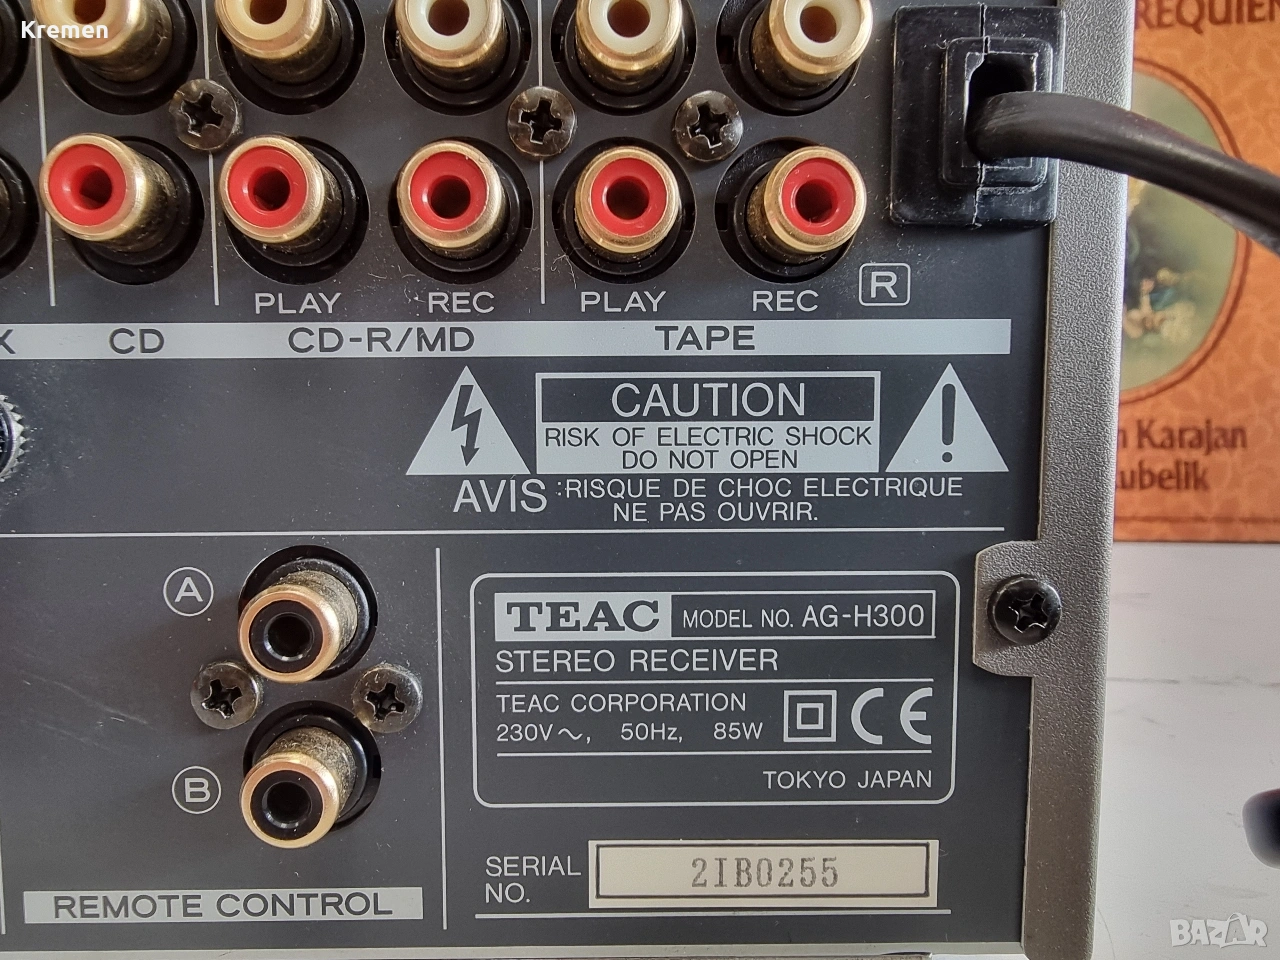 Kremen
REQUIEM
PLAY REC PLAY REC R
X CD CD-R/MD TAPE
CAUTION
RISK OF ELECTRIC SHOCK
DO NOT OPEN
AVIS :RISQUE DE CHOC ELECTRIQUE
NE PAS OUVRIR.
Karajan
Kubelik
A
B
REMOTE CONTROL
TEAC MODEL NO. AG-H300
STEREO RECEIVER
TEAC CORPORATION
230V～, 50Hz, 85W
CE
TOKYO JAPAN
SERIAL
NO.
2IB0255
BAZAR